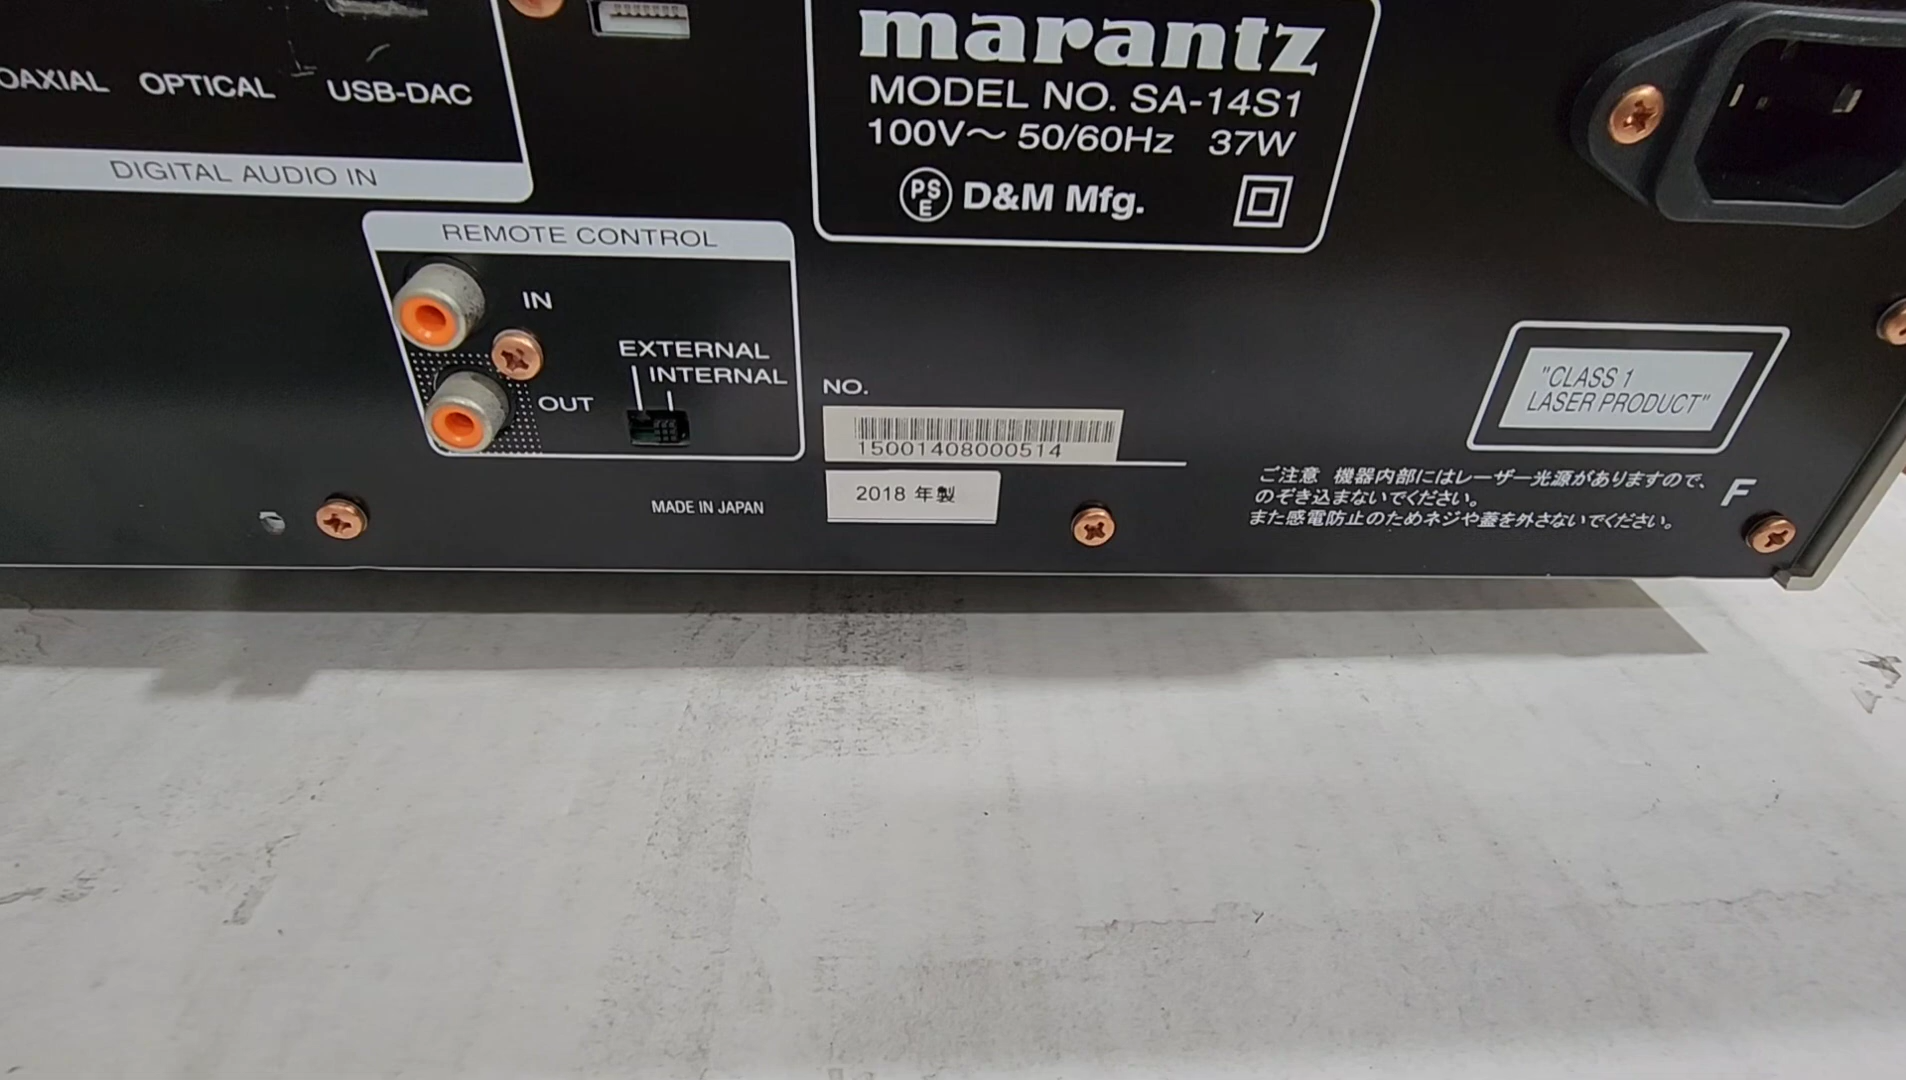 OAXIAL OPTICAL USB-DAC
DIGITAL AUDIO IN
marantz
MODEL NO. SA-14S1
100V～ 50/60Hz 37W
PSE D&M Mfg.
REMOTE CONTROL
IN
OUT
EXTERNAL
INTERNAL
NO.
15001408000514
2018 年製
MADE IN JAPAN
"CLASS 1
LASER PRODUCT"
ご注意 機器内部にはレーザー光源がありますので、
のぞき込まないでください。
また感電防止のためネジや蓋を外さないでください。
F